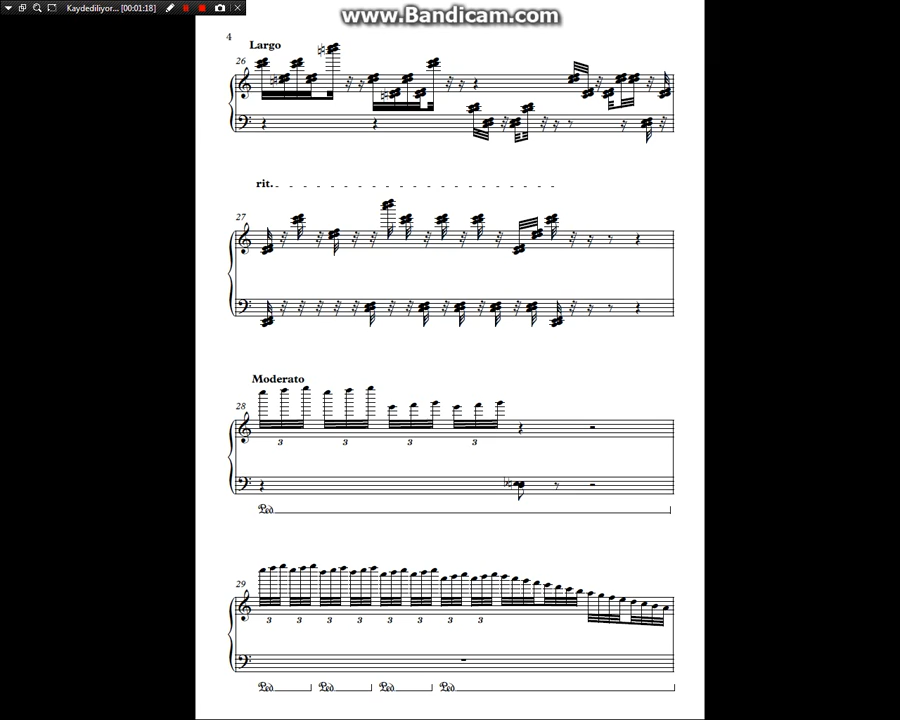 Kaydediliyor... [00:01:18]
www.Bandicam.com
4
Largo
26
rit.
27
Moderato
28
3 3 3 3
Ped
29
3 3 3 3 3 3 3 3
Ped Ped Ped Ped